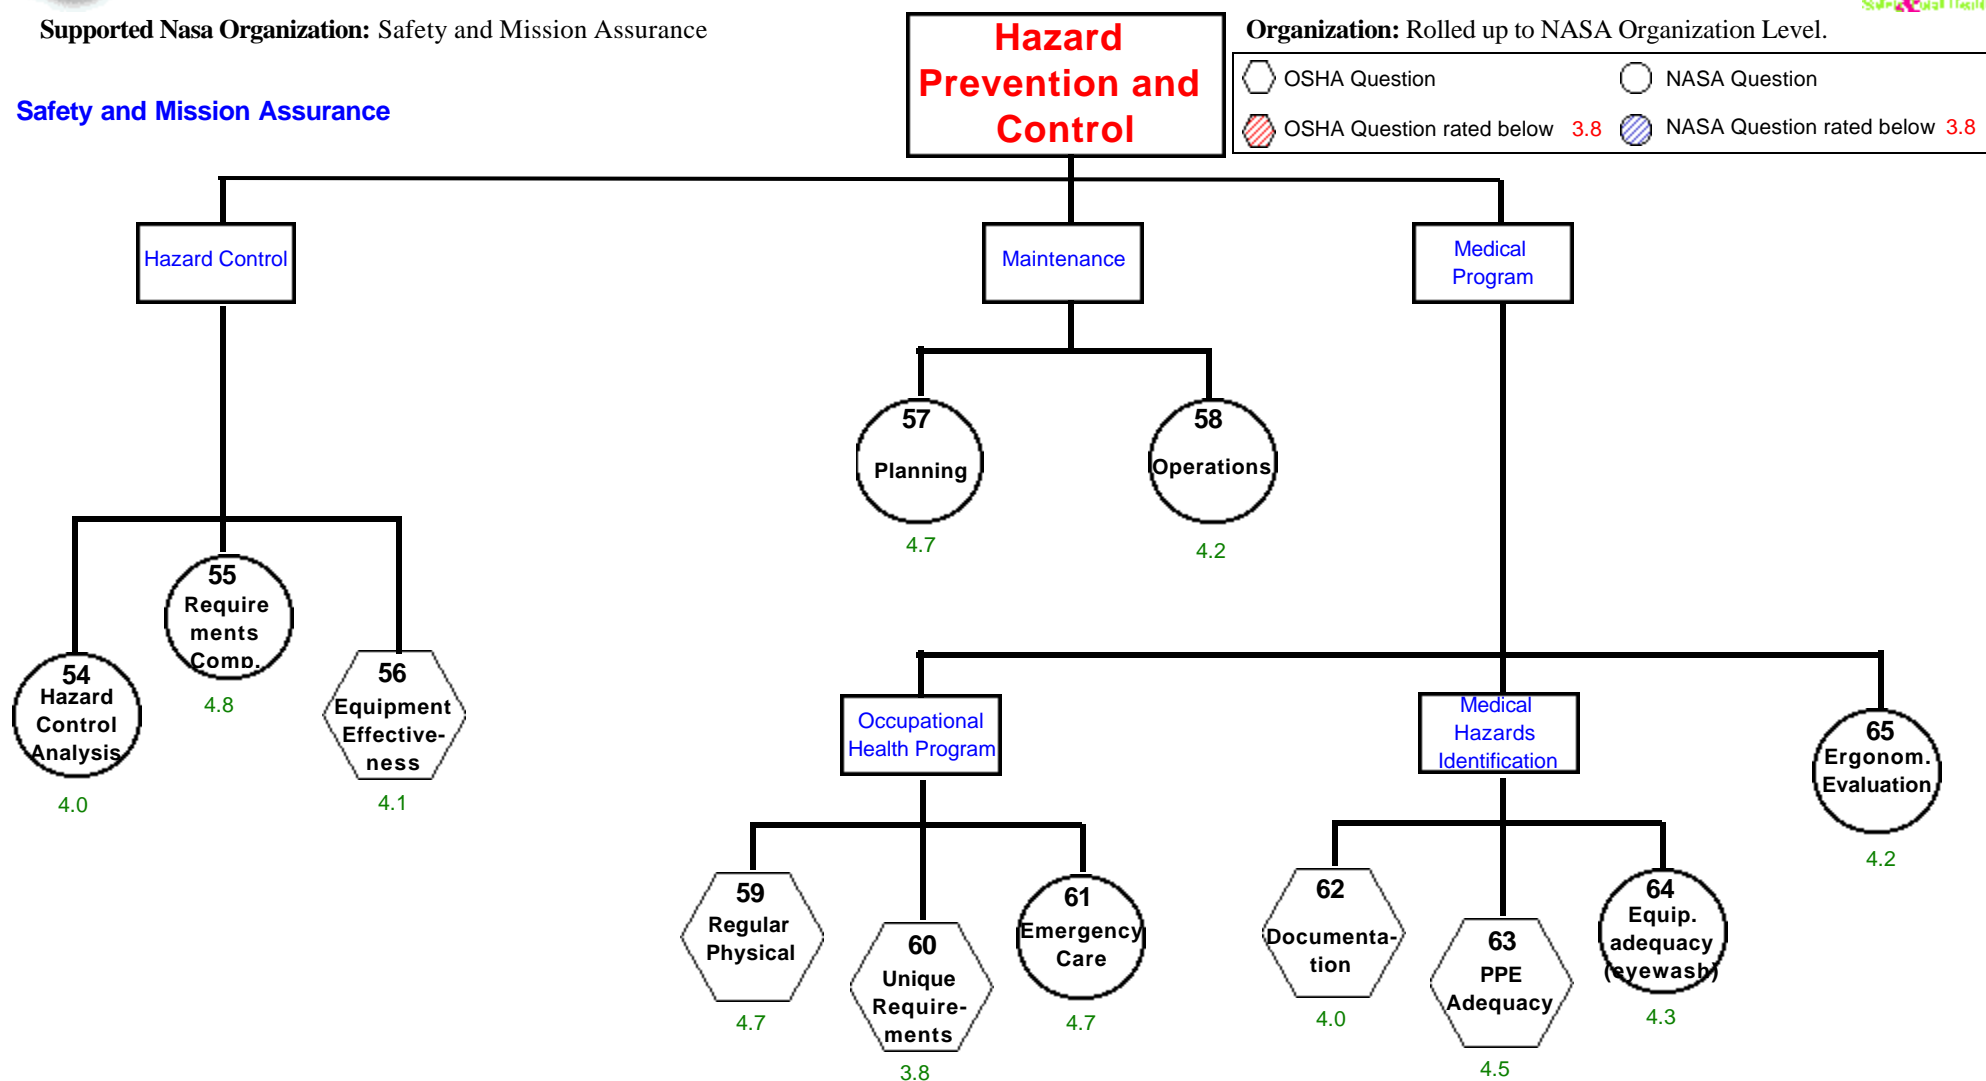 Supported Nasa Organization: Safety and Mission Assurance
Organization: Rolled up to NASA Organization Level.
Hazard
Prevention and
Control
OSHA Question
NASA Question
OSHA Question rated below 3.8
NASA Question rated below 3.8
Safety and Mission Assurance
Hazard Control
Maintenance
Medical
Program
57
Planning
4.7
58
Operations
4.2
54
Hazard
Control
Analysis
4.0
55
Require
ments
Comp.
4.8
56
Equipment
Effective-
ness
4.1
Occupational
Health Program
Medical
Hazards
Identification
65
Ergonom.
Evaluation
4.2
59
Regular
Physical
4.7
60
Unique
Require-
ments
3.8
61
Emergency
Care
4.7
62
Documenta-
tion
4.0
63
PPE
Adequacy
4.5
64
Equip.
adequacy
(eyewash)
4.3